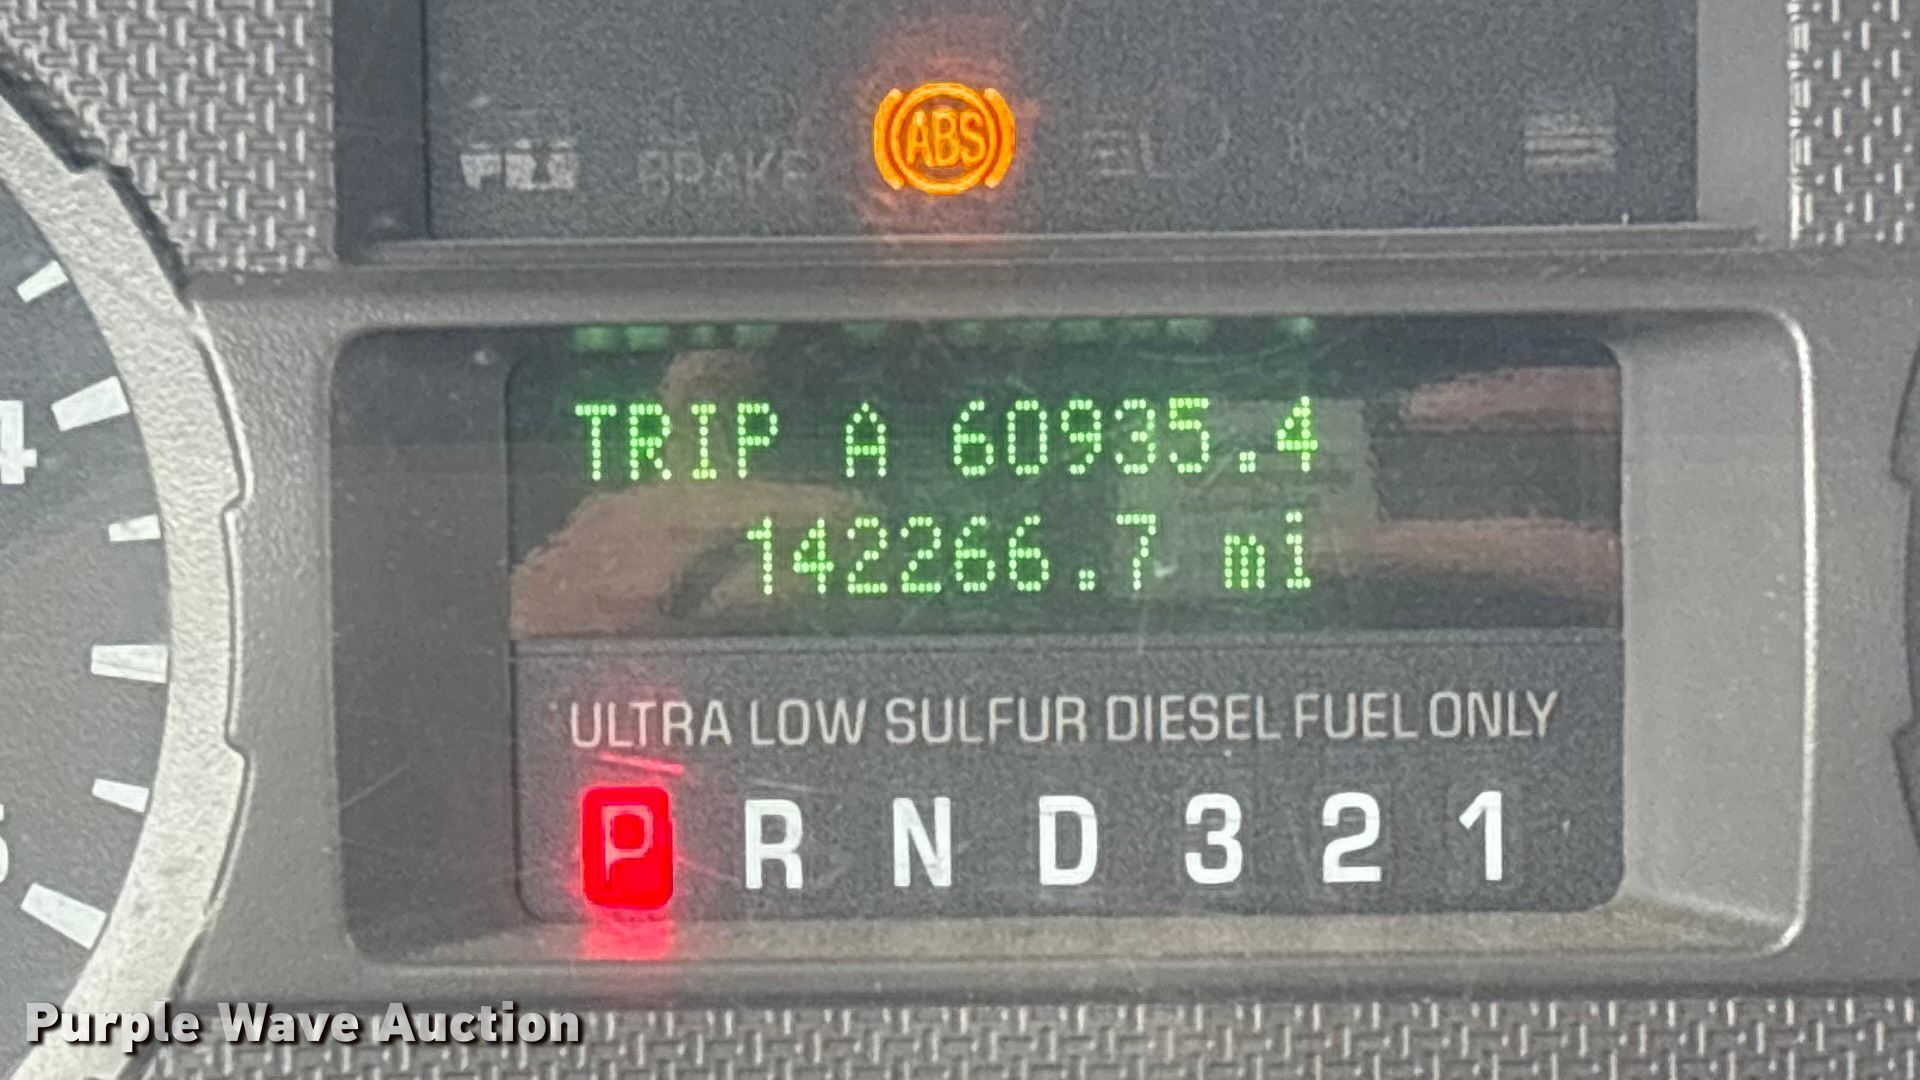 BRAKE
ABS
TRIP A 60935.4
142266.7 mi
ULTRA LOW SULFUR DIESEL FUEL ONLY
P R N D 3 2 1
4
Purple Wave Auction